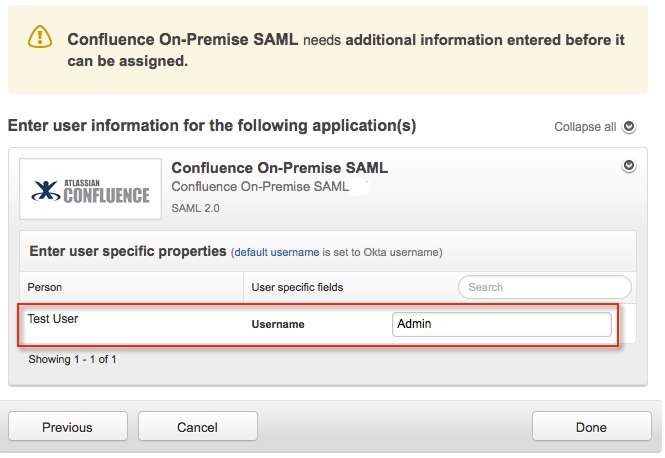 Confluence On-Premise SAML needs additional information entered before it
can be assigned.
Enter user information for the following application(s)
Collapse all
ATLASSIAN
CONFLUENCE
Confluence On-Premise SAML
Confluence On-Premise SAML
SAML 2.0
Enter user specific properties (default username is set to Okta username)
Person User specific fields Search
Test User Username Admin
Showing 1 - 1 of 1
Previous Cancel Done